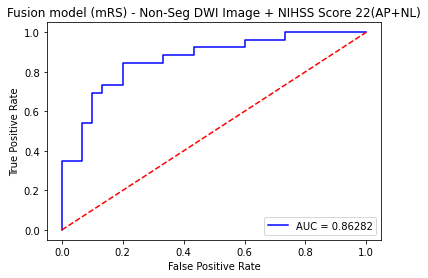 Fusion model (mRS) - Non-Seg DWI Image + NIHSS Score 22(AP+NL)
True Positive Rate
1.0
0.8
0.6
0.4
0.2
0.0
AUC = 0.86282
0.0 0.2 0.4 0.6 0.8 1.0
False Positive Rate